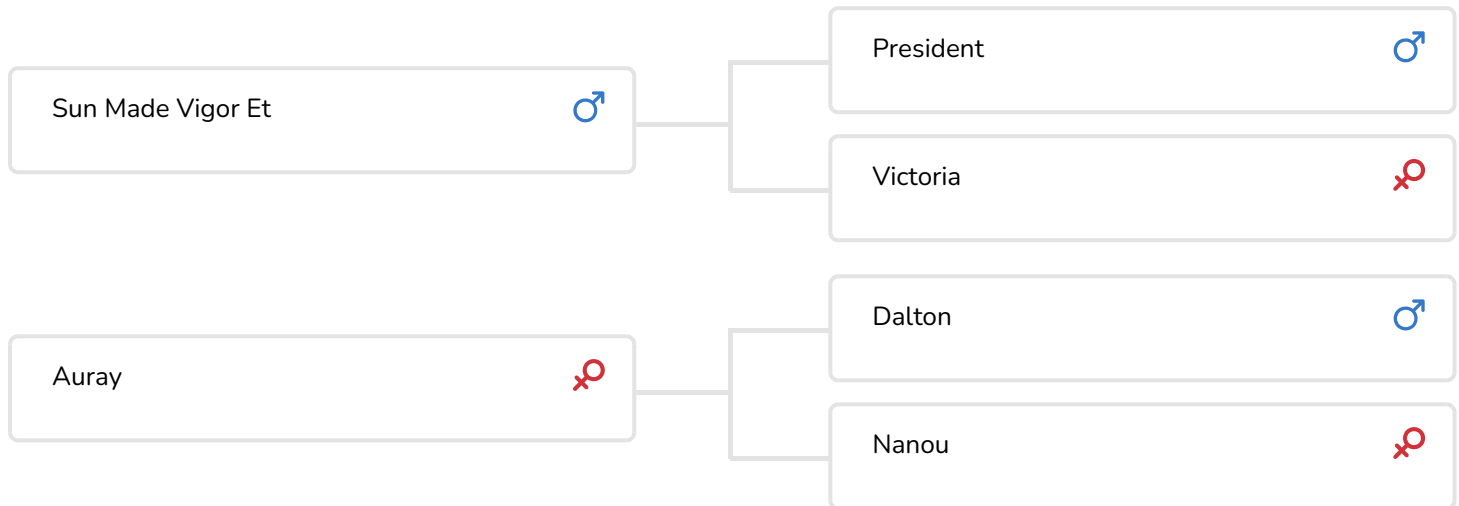 President
Sun Made Vigor Et
Victoria
Dalton
Auray
Nanou